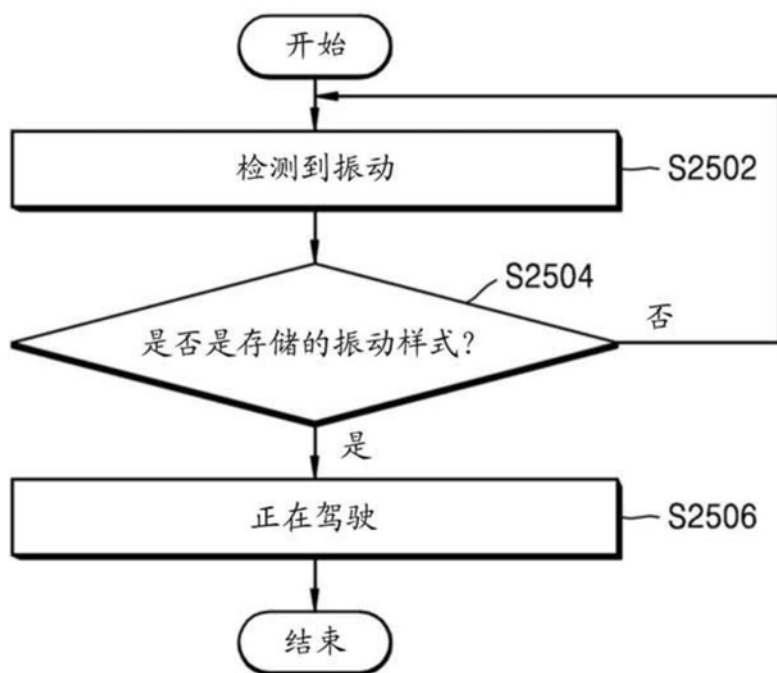 开始
检测到振动
S2502
S2504
是否是存储的振动样式?
否
是
正在驾驶
S2506
结束